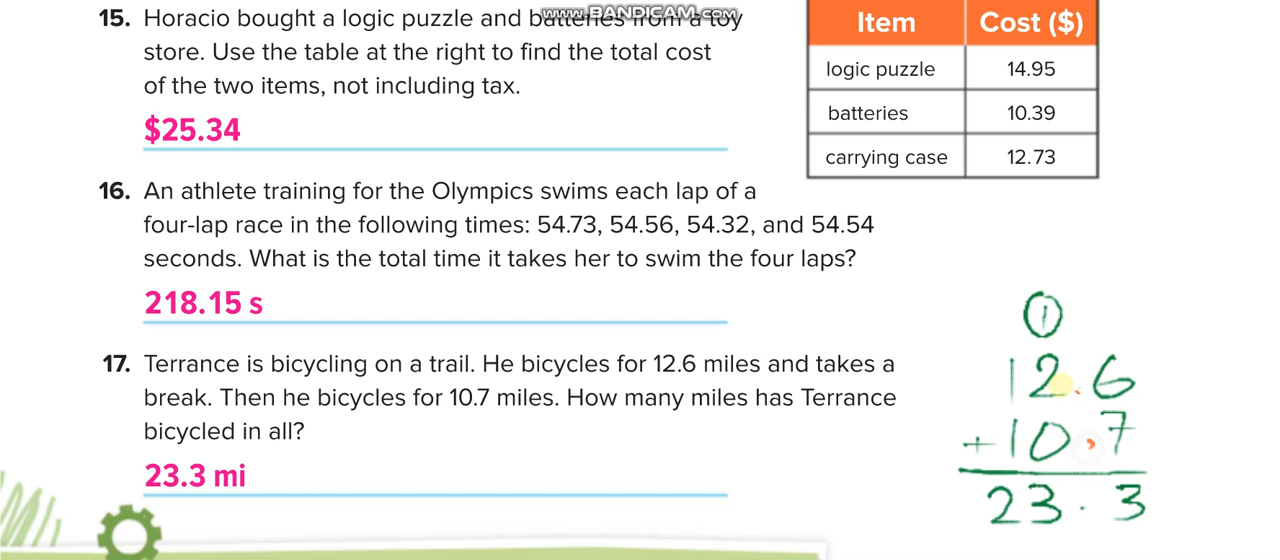 www.BANDICAM.com
15. Horacio bought a logic puzzle and batteries from a toy
store. Use the table at the right to find the total cost
of the two items, not including tax.
$25.34
Item Cost ($)
logic puzzle 14.95
batteries 10.39
carrying case 12.73
16. An athlete training for the Olympics swims each lap of a
four-lap race in the following times: 54.73, 54.56, 54.32, and 54.54
seconds. What is the total time it takes her to swim the four laps?
218.15 s
17. Terrance is bicycling on a trail. He bicycles for 12.6 miles and takes a
break. Then he bicycles for 10.7 miles. How many miles has Terrance
bicycled in all?
23.3 mi
1
12.6
+10.7
23.3